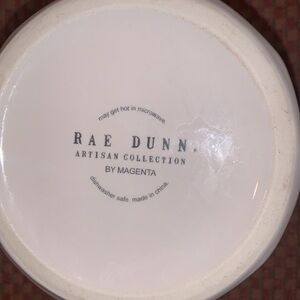 may get hot in microwave.
RAE DUNN.
ARTISAN COLLECTION
BY MAGENTA
dishwasher safe. made in china.